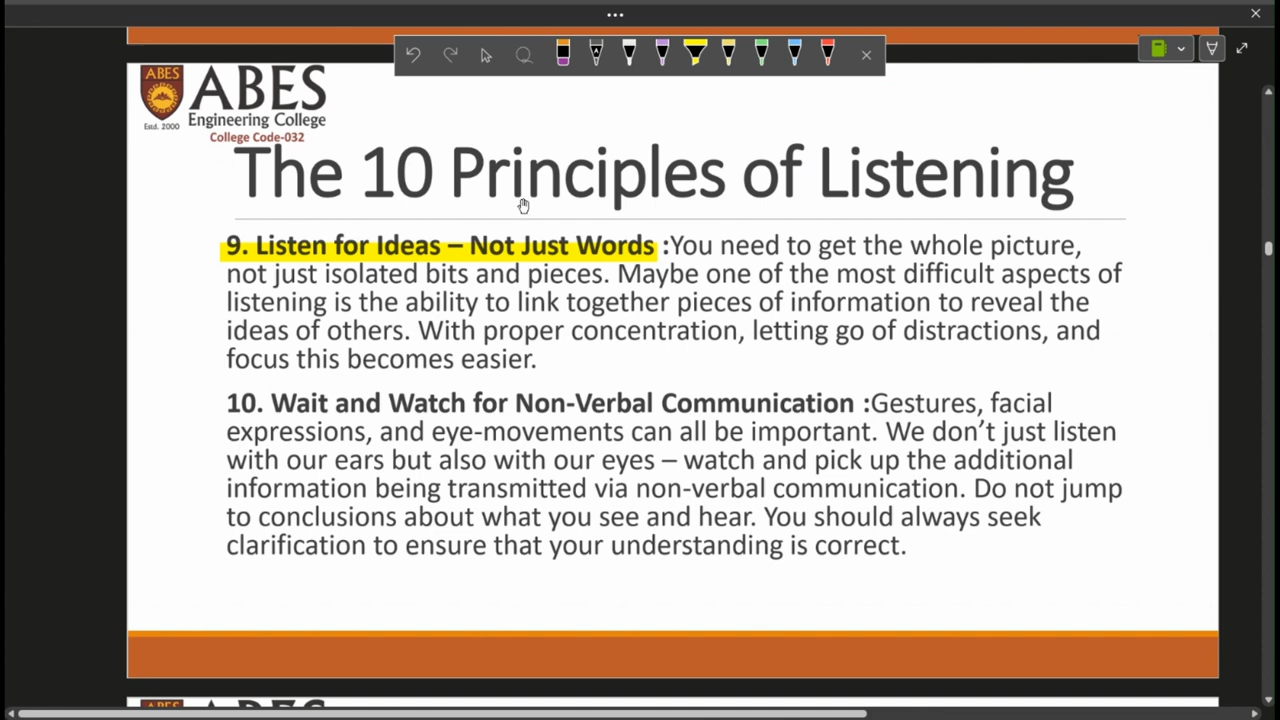 ABES
ABES
Engineering College
Estd. 2000
College Code-032
The 10 Principles of Listening
9. Listen for Ideas – Not Just Words :You need to get the whole picture,
not just isolated bits and pieces. Maybe one of the most difficult aspects of
listening is the ability to link together pieces of information to reveal the
ideas of others. With proper concentration, letting go of distractions, and
focus this becomes easier.
10. Wait and Watch for Non-Verbal Communication :Gestures, facial
expressions, and eye-movements can all be important. We don’t just listen
with our ears but also with our eyes – watch and pick up the additional
information being transmitted via non-verbal communication. Do not jump
to conclusions about what you see and hear. You should always seek
clarification to ensure that your understanding is correct.
ABES